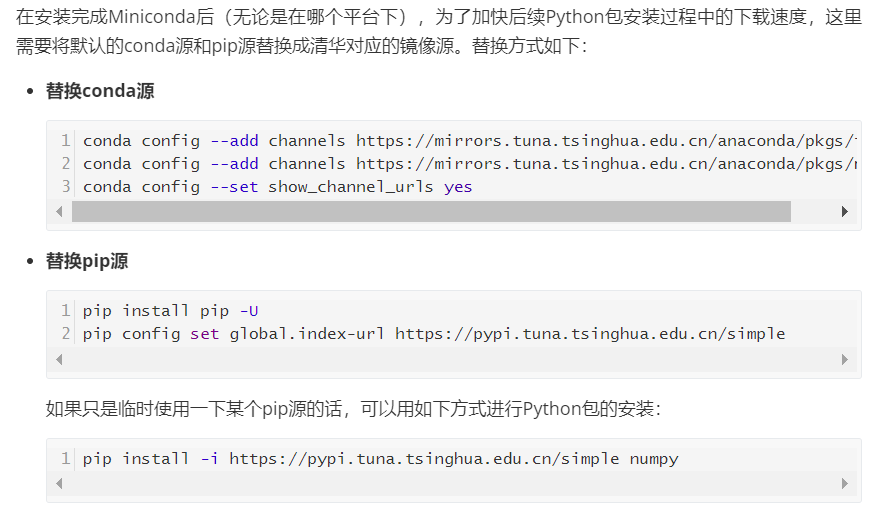 在安装完成Miniconda后（无论是在哪个平台下），为了加快后续Python包安装过程中的下载速度，这里
需要将默认的conda源和pip源替换成清华对应的镜像源。替换方式如下：
• 替换conda源
1 conda config --add channels https://mirrors.tuna.tsinghua.edu.cn/anaconda/pkgs/
2 conda config --add channels https://mirrors.tuna.tsinghua.edu.cn/anaconda/pkgs/
3 conda config --set show_channel_urls yes
• 替换pip源
1 pip install pip -U
2 pip config set global.index-url https://pypi.tuna.tsinghua.edu.cn/simple
如果只是临时使用一下某个pip源的话，可以用如下方式进行Python包的安装：
1 pip install -i https://pypi.tuna.tsinghua.edu.cn/simple numpy